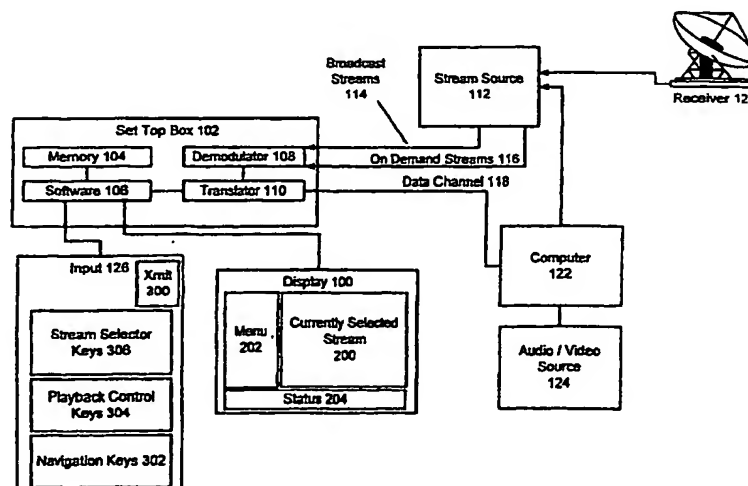 Broadcast
Streams
114
Stream Source
112
Receiver 12
Set Top Box 102
Memory 104
Demodulator 108
On Demand Streams 116
Software 106
Translator 110
Data Channel 118
Input 126
Xmit
300
Display 100
Computer
122
Stream Selector
Keys 306
Menu
202
Currently Selected
Stream
200
Audio / Video
Source
124
Playback Control
Keys 304
Status 204
Navigation Keys 302